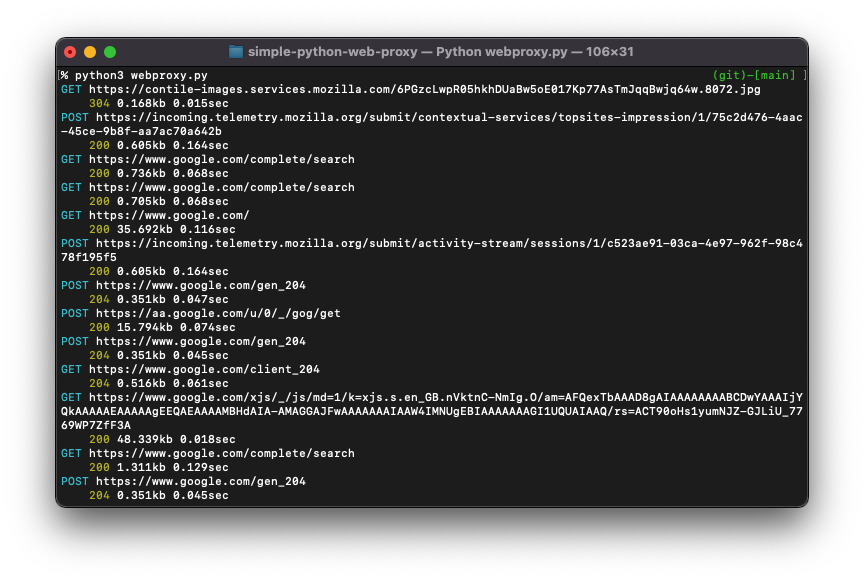 simple-python-web-proxy — Python webproxy.py — 106×31
[% python3 webproxy.py (git)-[main] ]
GET https://contile-images.services.mozilla.com/6PGzcLwpR05hkhDUaBw5oE017Kp77AsTmJqqBwjq64w.8072.jpg
304 0.168kb 0.015sec
POST https://incoming.telemetry.mozilla.org/submit/contextual-services/topsites-impression/1/75c2d476-4aac
-45ce-9b8f-aa7ac70a642b
200 0.605kb 0.164sec
GET https://www.google.com/complete/search
200 0.736kb 0.068sec
GET https://www.google.com/complete/search
200 0.705kb 0.068sec
GET https://www.google.com/
200 35.692kb 0.116sec
POST https://incoming.telemetry.mozilla.org/submit/activity-stream/sessions/1/c523ae91-03ca-4e97-962f-98c4
78f195f5
200 0.605kb 0.164sec
POST https://www.google.com/gen_204
204 0.351kb 0.047sec
POST https://aa.google.com/u/0/_/gog/get
200 15.794kb 0.074sec
POST https://www.google.com/gen_204
204 0.351kb 0.045sec
GET https://www.google.com/client_204
204 0.516kb 0.061sec
GET https://www.google.com/xjs/_/js/md=1/k=xjs.s.en_GB.nVktnC-NmIg.O/am=AFQexTbAAAD8gAIAAAAAAAABCDwYAAAIjY
QkAAAAAEAAAAAgEEQAEAAAAMBHdAIA-AMAGGAJFwAAAAAAAIAAW4IMNUgEBIAAAAAAAGI1UQUAIAAQ/rs=ACT90oHs1yumNJZ-GJLiU_77
69WP7ZfF3A
200 48.339kb 0.018sec
GET https://www.google.com/complete/search
200 1.311kb 0.129sec
POST https://www.google.com/gen_204
204 0.351kb 0.045sec